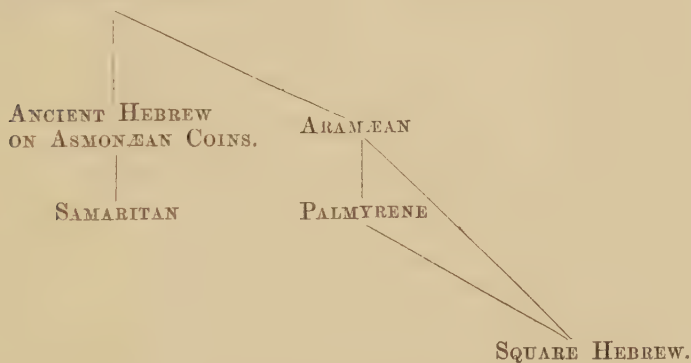 ANCIENT HEBREW
ON ASMONÆAN COINS.
ARAMÆAN
SAMARITAN
PALMYRENE
SQUARE HEBREW.